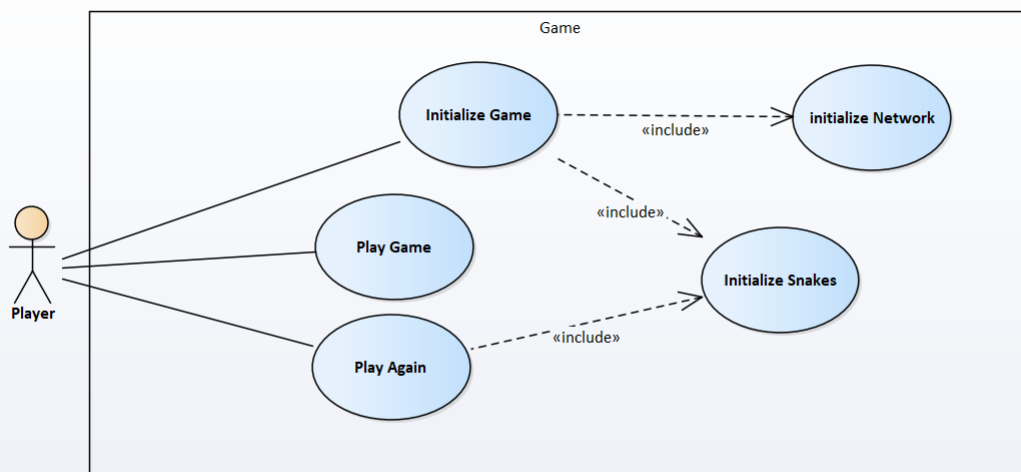 Game
Initialize Game
initialize Network
«include»
«include»
Play Game
Initialize Snakes
Player
«include»
Play Again